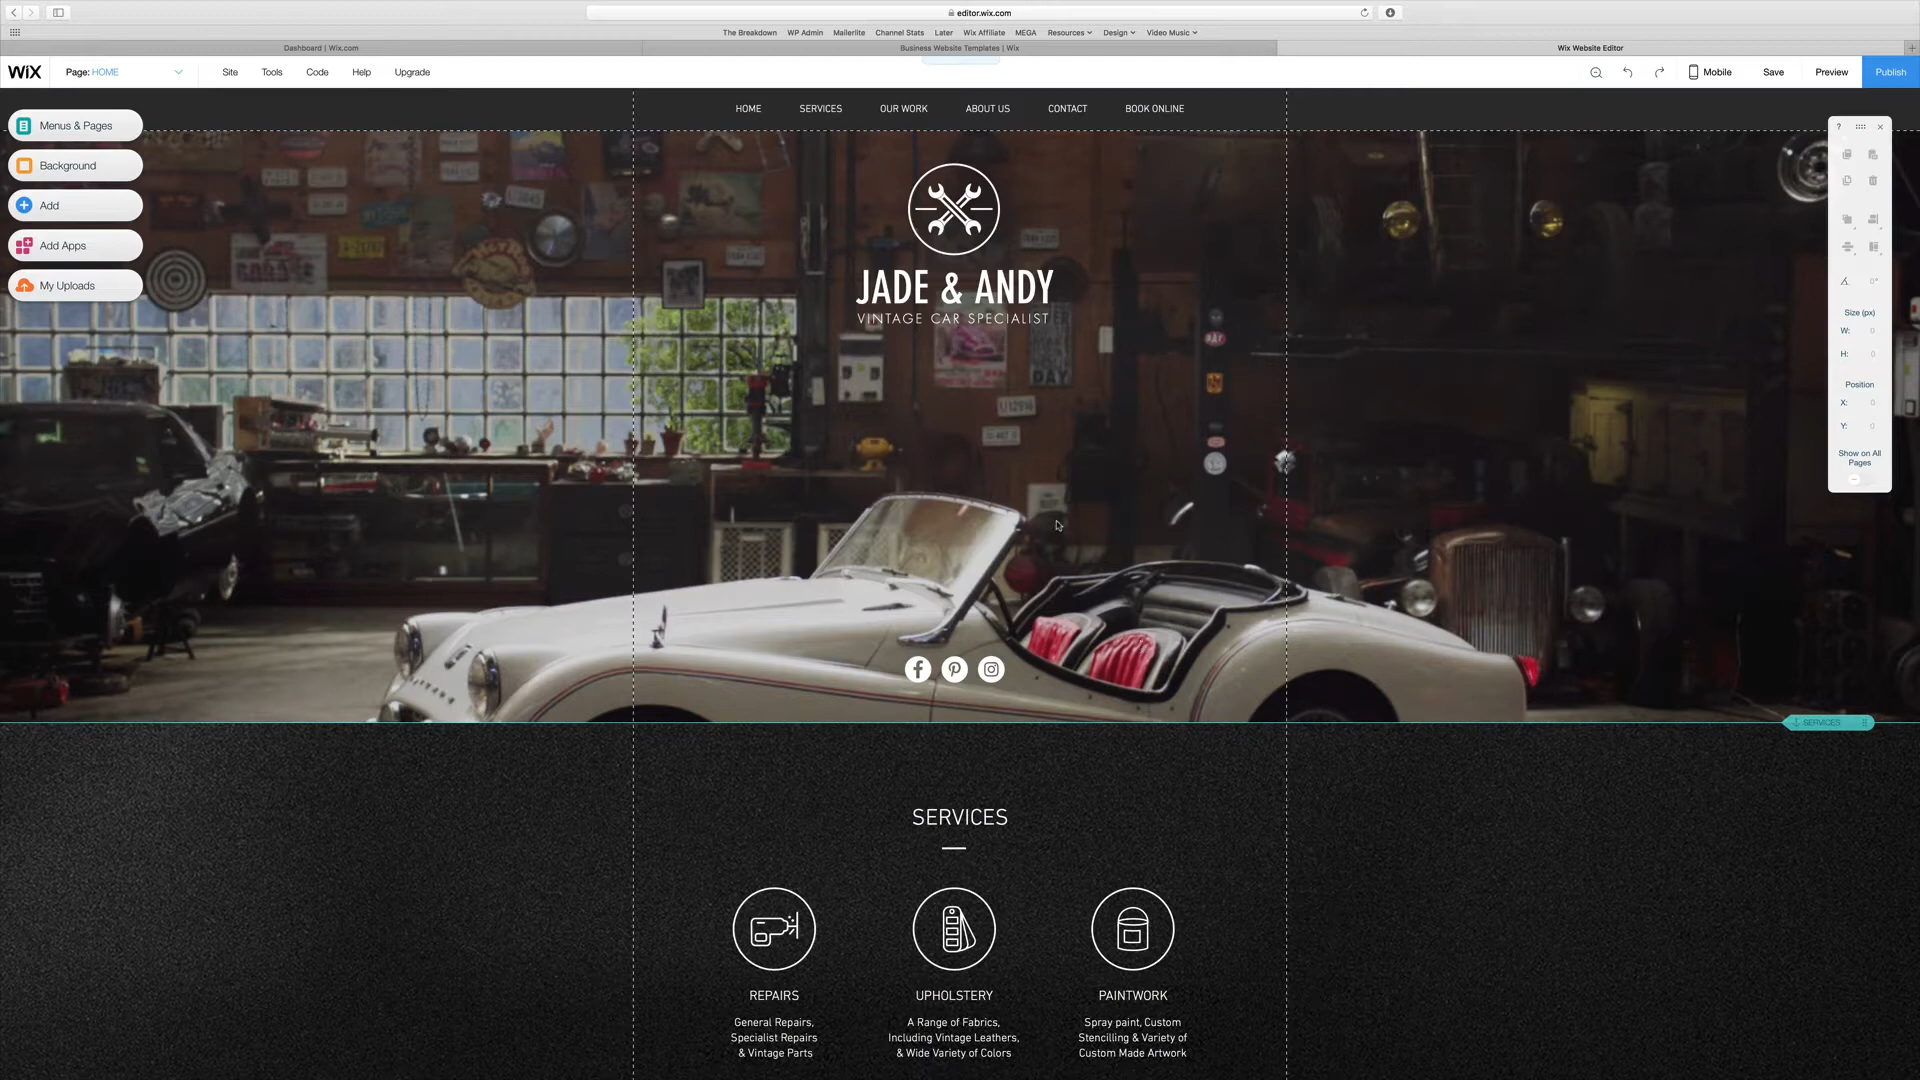 editor.wix.com
The Breakdown WP Admin Mailerlite Channel Stats Later Wix Affiliate MEGA Resources Design Video Music
Dashboard | Wix.com Business Website Templates | Wix Wix Website Editor
WiX Page: HOME Site Tools Code Help Upgrade Mobile Save Preview Publish
HOME SERVICES OUR WORK ABOUT US CONTACT BOOK ONLINE
Menus & Pages
Background
Add
Add Apps
My Uploads
JADE & ANDY
VINTAGE CAR SPECIALIST
?
0°
Size (px)
W: 0
H: 0
Position
X: 0
Y: 0
Show on All
Pages
SERVICES
SERVICES
REPAIRS
General Repairs,
Specialist Repairs
& Vintage Parts
UPHOLSTERY
A Range of Fabrics,
Including Vintage Leathers,
& Wide Variety of Colors
PAINTWORK
Spray paint, Custom
Stencilling & Variety of
Custom Made Artwork